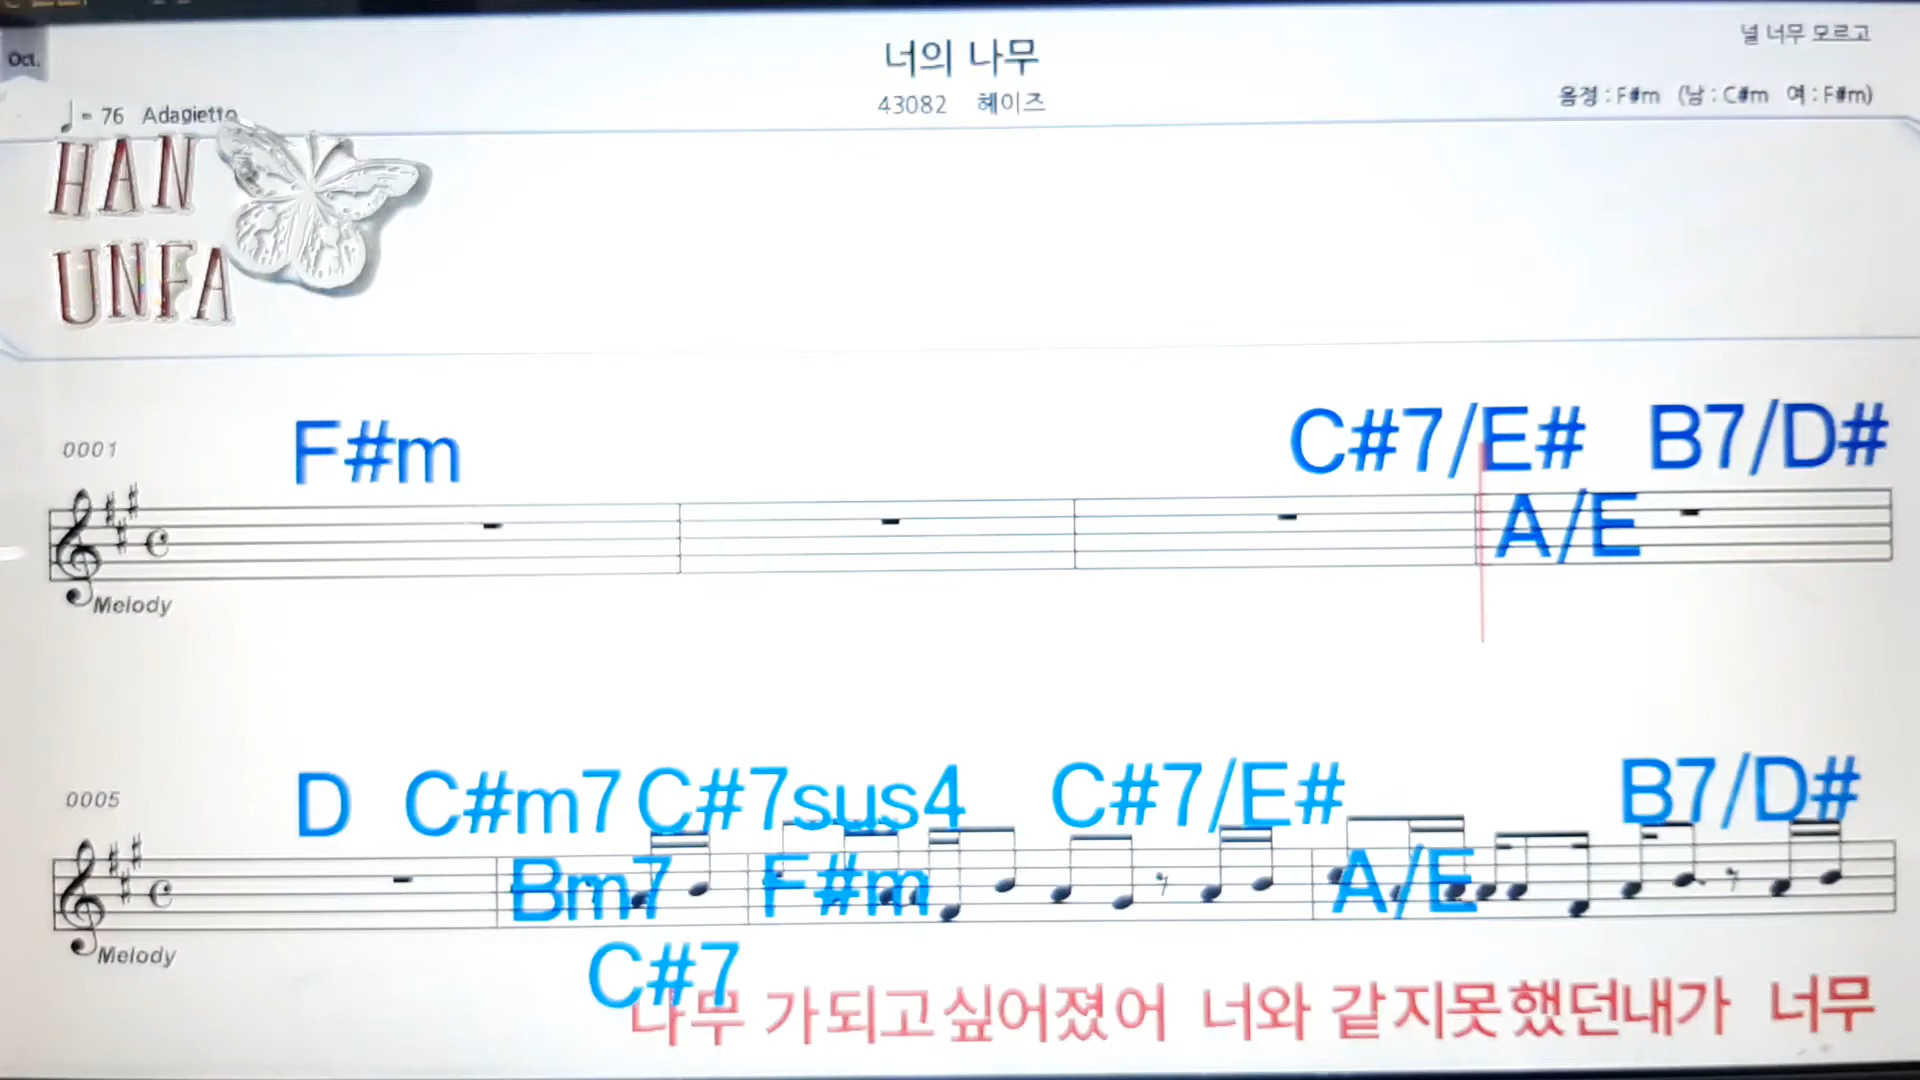 Oct.
너의 나무
널 너무 모르고
43082 헤이즈
음정 : F#m (남 : C#m 여 : F#m)
♩ = 76 Adagietto
HAN
UNFA
0001
F#m C#7/E# B7/D#
A/E
Melody
0005
D C#m7 C#7sus4 C#7/E# B7/D#
Bm7 F#m A/E
Melody
C#7
나무 가되고싶어졌어 너와 같지못했던내가 너무